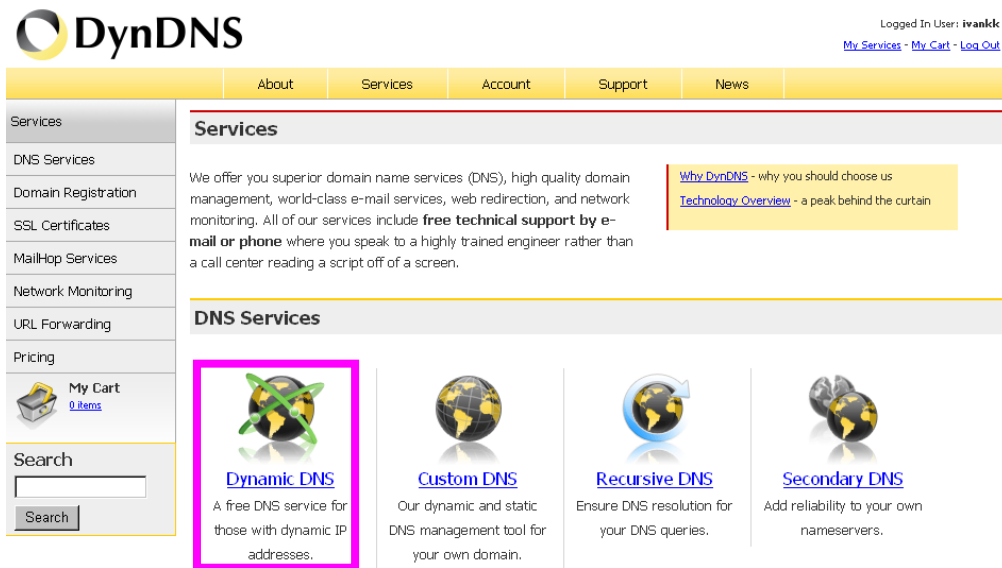 DynDNS
Logged In User: ivankk
My Services - My Cart - Log Out
About
Services
Account
Support
News
Services
DNS Services
Domain Registration
SSL Certificates
MailHop Services
Network Monitoring
URL Forwarding
Pricing
My Cart
0 items
Search
Search
Services
We offer you superior domain name services (DNS), high quality domain
management, world-class e-mail services, web redirection, and network
monitoring. All of our services include free technical support by e-
mail or phone where you speak to a highly trained engineer rather than
a call center reading a script off of a screen.
Why DynDNS - why you should choose us
Technology Overview - a peak behind the curtain
DNS Services
Dynamic DNS
A free DNS service for
those with dynamic IP
addresses.
Custom DNS
Our dynamic and static
DNS management tool for
your own domain.
Recursive DNS
Ensure DNS resolution for
your DNS queries.
Secondary DNS
Add reliability to your own
nameservers.